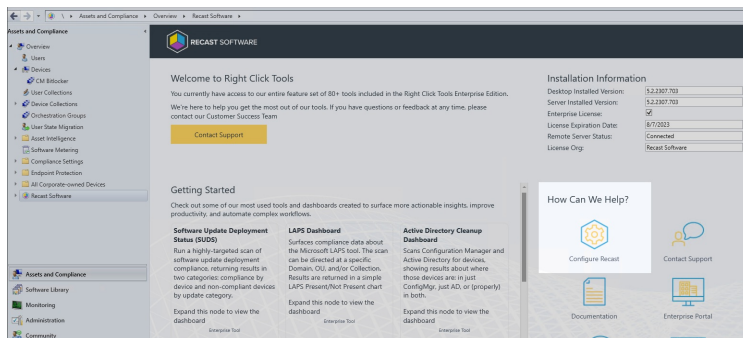 \ Assets and Compliance Overview Recast Software
Assets and Compliance
Overview
Users
Devices
CM Bitlocker
User Collections
Device Collections
Orchestration Groups
User State Migration
Asset Intelligence
Software Metering
Compliance Settings
Endpoint Protection
All Corporate-owned Devices
Recast Software
Assets and Compliance
Software Library
Monitoring
Administration
Community
RECAST SOFTWARE
Welcome to Right Click Tools
You currently have access to our entire feature set of 80+ tools included in the Right Click Tools Enterprise Edition.
We're here to help you get the most out of our tools. If you have questions or feedback at any time, please
contact our Customer Success Team
Contact Support
Installation Information
Desktop Installed Version: 5.2.2307.703
Server Installed Version: 5.2.2307.703
Enterprise License:
License Expiration Date: 8/7/2023
Remote Server Status: Connected
License Org: Recast Software
Getting Started
Check out some of our most used tools and dashboards created to surface more actionable insights, improve
productivity, and automate complex workflows.
Software Update Deployment
Status (SUDS)
Run a highly-targeted scan of
software update deployment
compliance, returning results in
two categories: compliance by
device and non-compliant devices
by update category.
Expand this node to view the
dashboard
Enterprise Tool
LAPS Dashboard
Surfaces compliance data about
the Microsoft LAPS tool. The scan
can be directed at a specific
Domain, OU, and/or Collection.
Results are returned in a simple
LAPS Present/Not Present chart
Expand this node to view the
dashboard
Enterprise Tool
Active Directory Cleanup
Dashboard
Scans Configuration Manager and
Active Directory for devices,
showing results about where
those devices are: in just
ConfigMgr, just AD, or (properly)
in both.
Expand this node to view the
dashboard
Enterprise Tool
How Can We Help?
Configure Recast
Contact Support
Documentation
Enterprise Portal